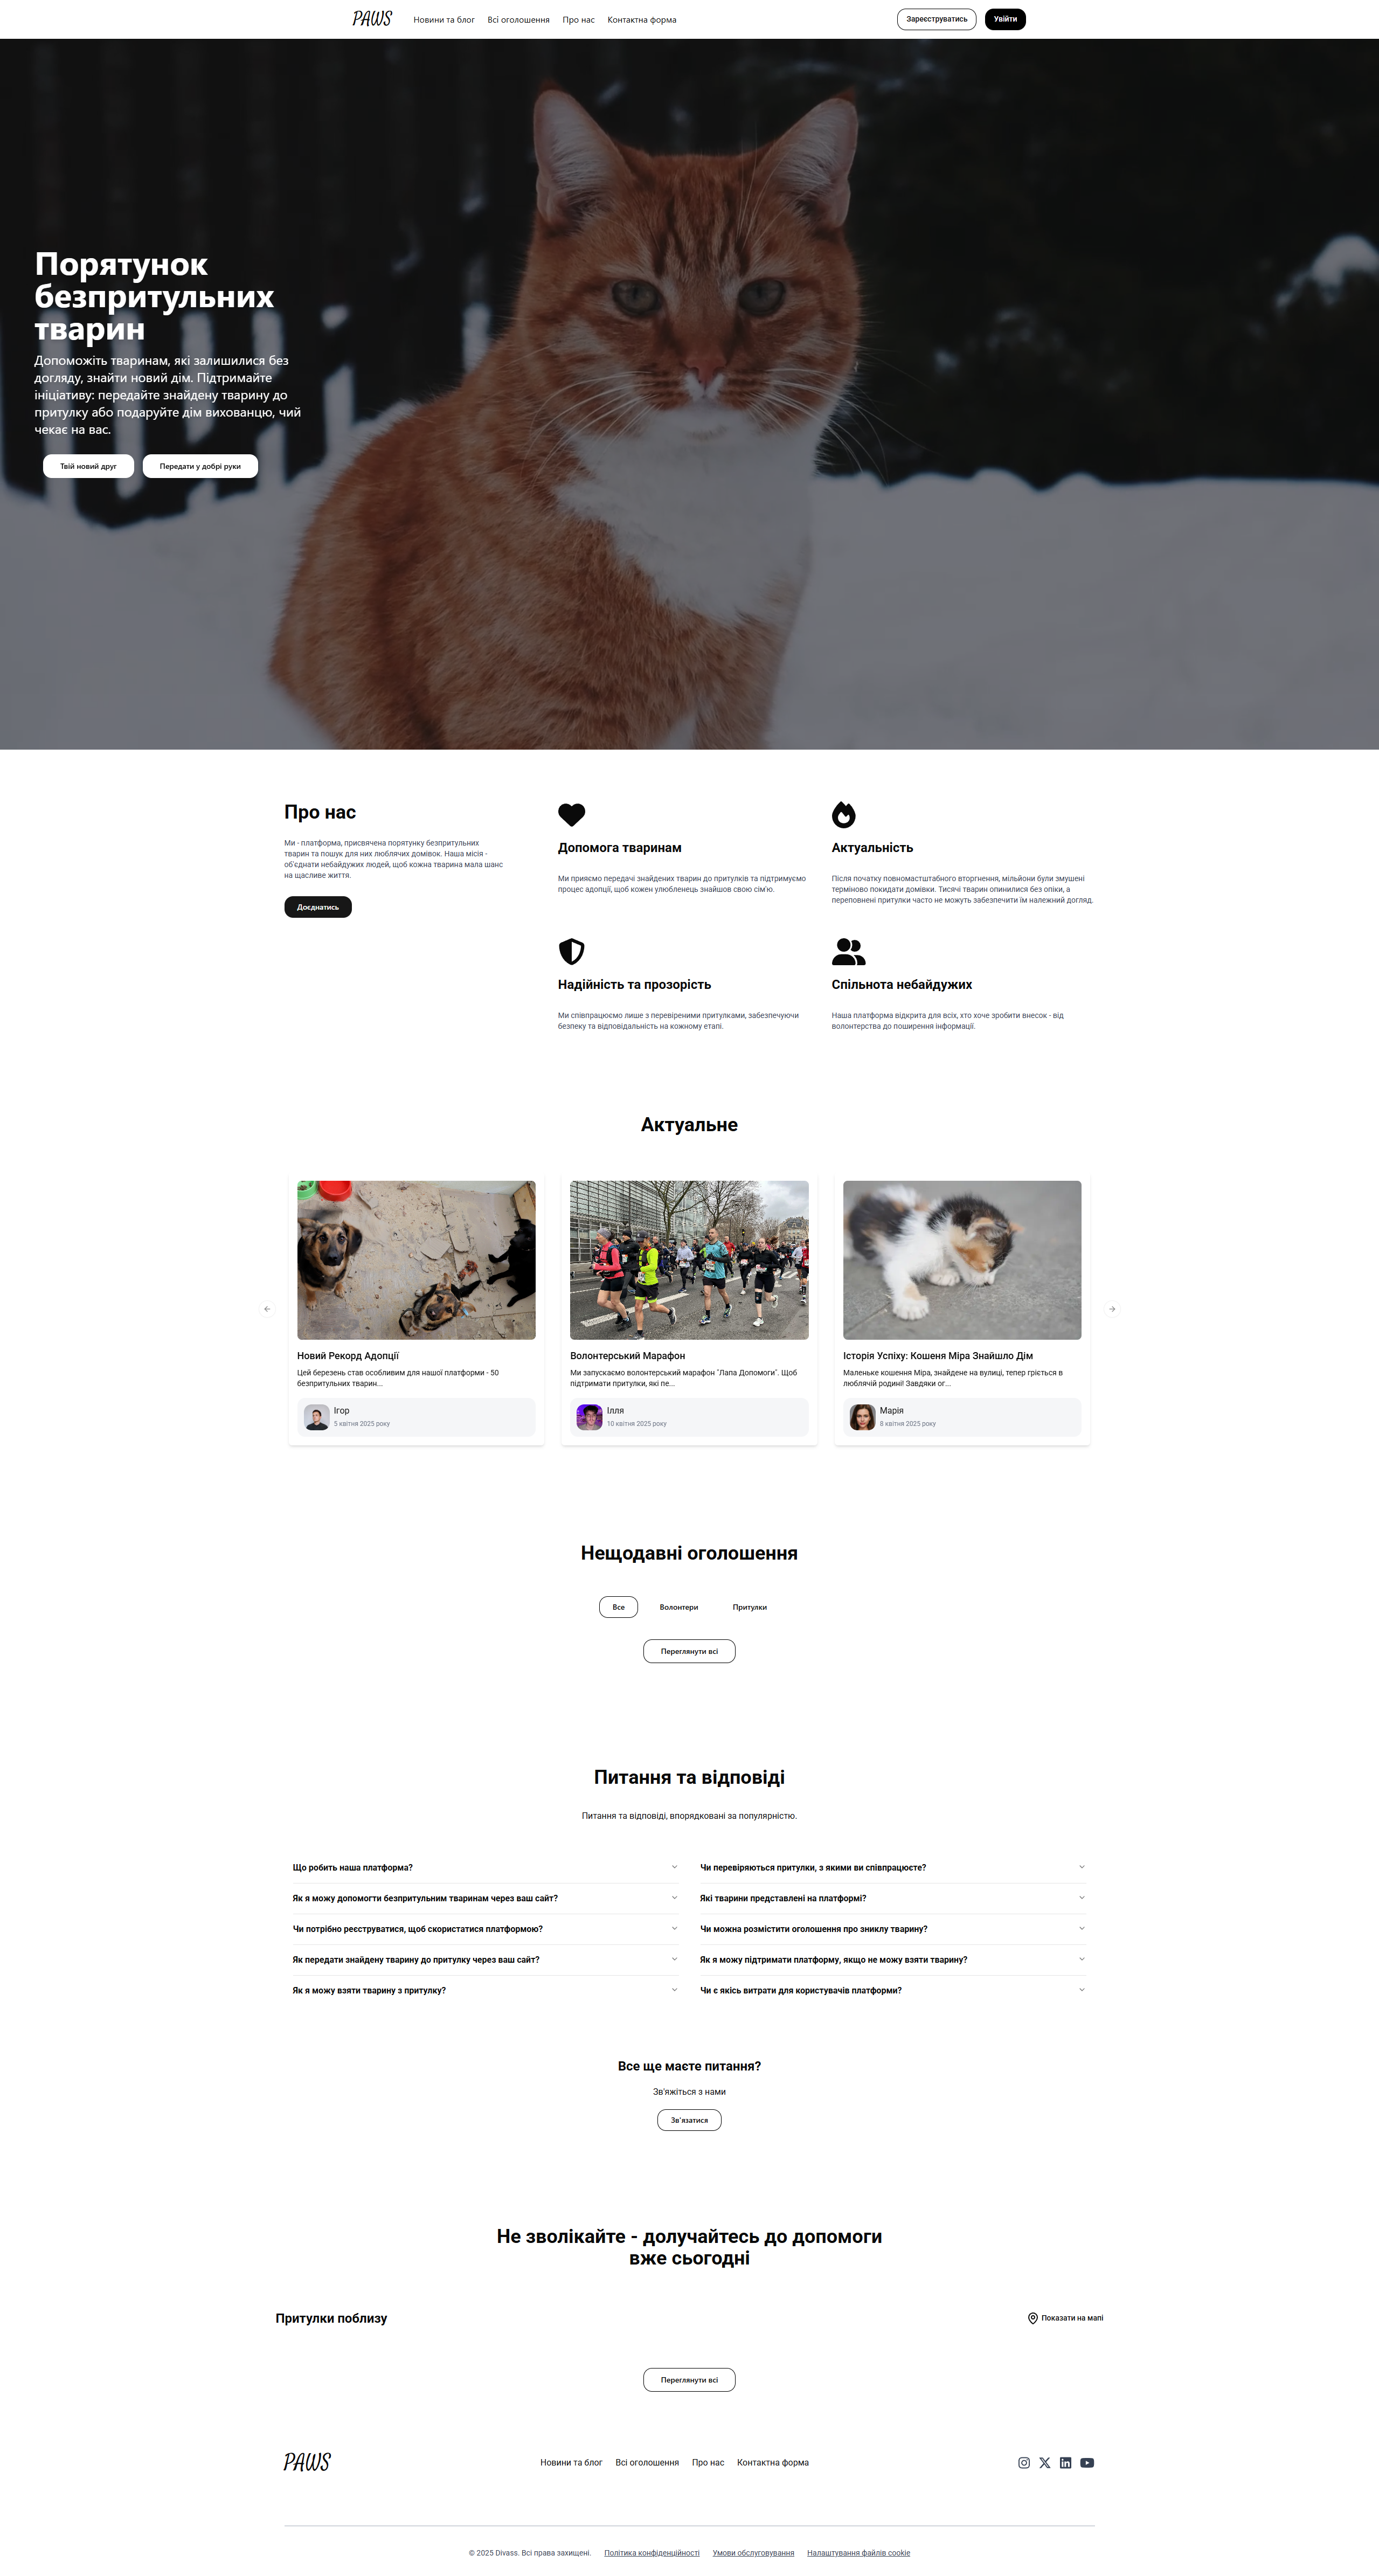 PAWS
Новини та блог
Всі оголошення
Про нас
Контактна форма
Зареєструватись
Увійти
Порятунок
безпритульних
тварин
Допоможіть тваринам, які залишилися без
догляду, знайти новий дім. Підтримайте
ініціативу: передайте знайдену тварину до
притулку або подаруйте дім вихованцю, чий
чекає на вас.
Твій новий друг
Передати у добрі руки
Про нас
Ми - платформа, присвячена порятунку безпритульних
тварин та пошук для них люблячих домівок. Наша місія -
об'єднати небайдужих людей, щоб кожна тварина мала шанс
на щасливе життя.
Доєднатись
Допомога тваринам
Ми прияємо передачі знайдених тварин до притулків та підтримуємо
процес адопції, щоб кожен улюбленець знайшов свою сім'ю.
Актуальність
Після початку повномастштабного вторгнення, мільйони були змушені
терміново покидати домівки. Тисячі тварин опинилися без опіки, а
переповнені притулки часто не можуть забезпечити їм належний догляд.
Надійність та прозорість
Ми співпрацюємо лише з перевіреними притулками, забезпечуючи
безпеку та відповідальність на кожному етапі.
Спільнота небайдужих
Наша платформа відкрита для всіх, хто хоче зробити внесок - від
волонтерства до поширення інформації.
Актуальне
Новий Рекорд Адопції
Цей березень став особливим для нашої платформи - 50
безпритульних тварин...
Ігор
5 квітня 2025 року
Волонтерський Марафон
Ми запускаємо волонтерський марафон "Лапа Допомоги". Щоб
підтримати притулки, які пе...
Ілля
10 квітня 2025 року
Історія Успіху: Кошеня Міра Знайшло Дім
Маленьке кошення Міра, знайдене на вулиці, тепер гріється в
люблячій родині! Завдяки ог...
Марія
8 квітня 2025 року
Нещодавні оголошення
Все
Волонтери
Притулки
Переглянути всі
Питання та відповіді
Питання та відповіді, впорядковані за популярністю.
Що робить наша платформа?
Як я можу допомогти безпритульним тваринам через ваш сайт?
Чи потрібно реєструватися, щоб скористатися платформою?
Як передати знайдену тварину до притулку через ваш сайт?
Як я можу взяти тварину з притулку?
Чи перевіряються притулки, з якими ви співпрацюєте?
Які тварини представлені на платформі?
Чи можна розмістити оголошення про зниклу тварину?
Як я можу підтримати платформу, якщо не можу взяти тварину?
Чи є якісь витрати для користувачів платформи?
Все ще маєте питання?
Зв'яжіться з нами
Зв'язатися
Не зволікайте - долучайтесь до допомоги
вже сьогодні
Притулки поблизу
Показати на мапі
Переглянути всі
PAWS
Новини та блог
Всі оголошення
Про нас
Контактна форма
© 2025 Divass. Всі права захищені.
Політика конфіденційності
Умови обслуговування
Налаштування файлів cookie